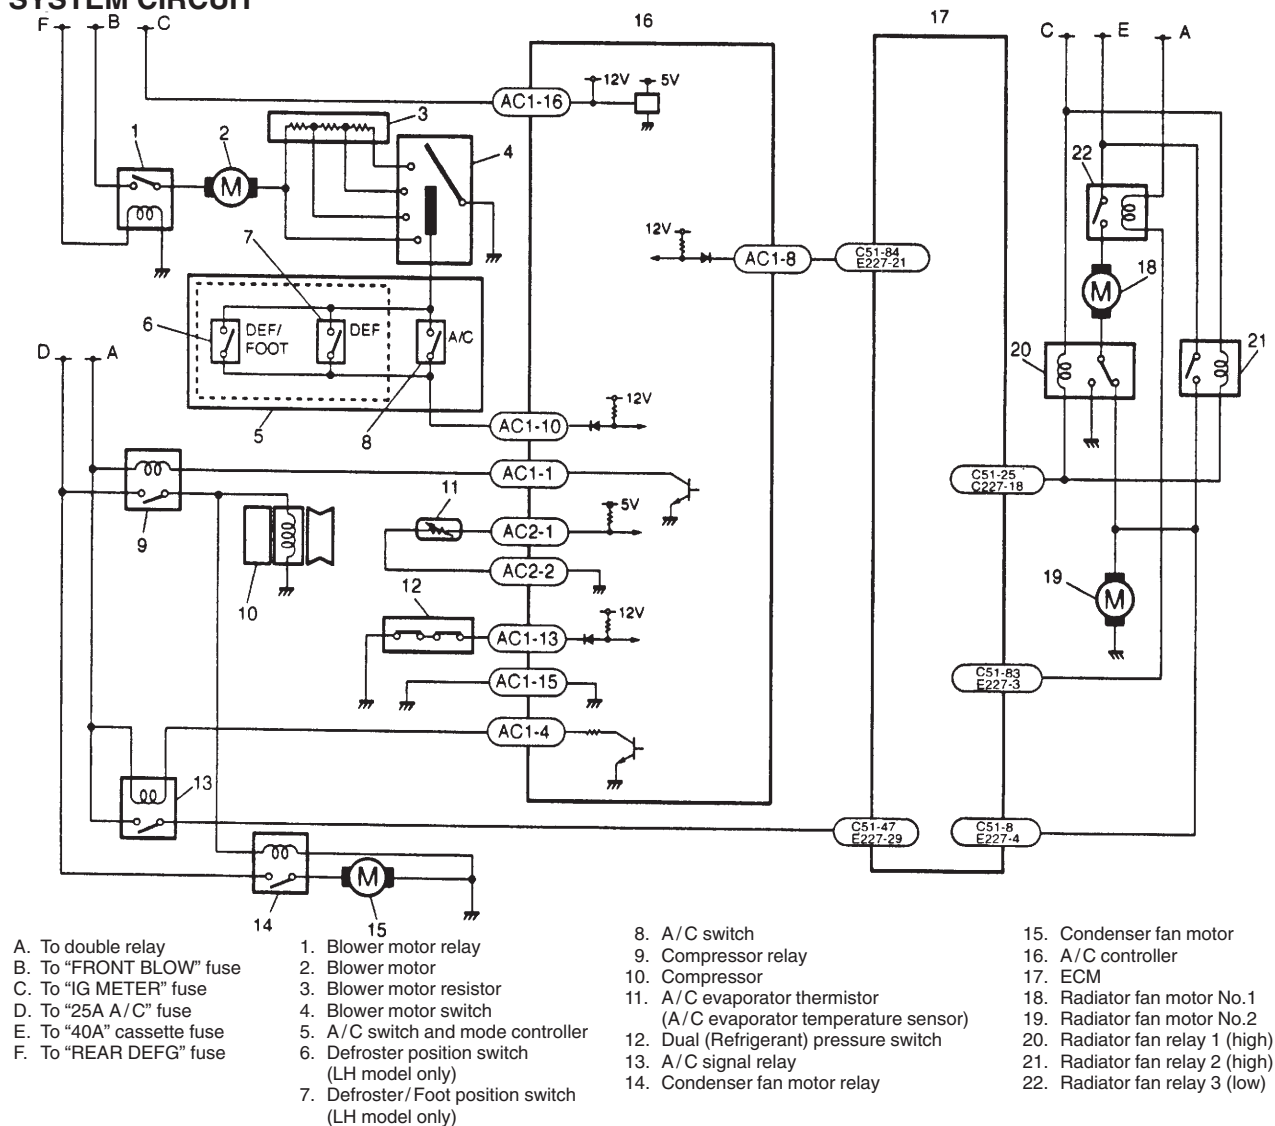 SYSTEM CIRCUIT
F B C
16
17
C E A
12V 5V
AC1-16
3
1
2
4
22
M
7
12V
AC1-8
C51-84
E227-21
18
M
6
DEF/
FOOT
DEF
A/C
D A
20
21
12V
5
8
AC1-10
AC1-1
C51-25
C227-18
11
5V
9
AC2-1
10
AC2-2
12
12V
19
M
AC1-13
AC1-15
C51-83
E227-3
AC1-4
13
C51-47
E227-29
C51-8
E227-4
M
14
15
A. To double relay
B. To “FRONT BLOW” fuse
C. To “IG METER” fuse
D. To “25A A/C” fuse
E. To “40A” cassette fuse
F. To “REAR DEFG” fuse
1. Blower motor relay
2. Blower motor
3. Blower motor resistor
4. Blower motor switch
5. A/C switch and mode controller
6. Defroster position switch
(LH model only)
7. Defroster/Foot position switch
(LH model only)
8. A/C switch
9. Compressor relay
10. Compressor
11. A/C evaporator thermistor
(A/C evaporator temperature sensor)
12. Dual (Refrigerant) pressure switch
13. A/C signal relay
14. Condenser fan motor relay
15. Condenser fan motor
16. A/C controller
17. ECM
18. Radiator fan motor No.1
19. Radiator fan motor No.2
20. Radiator fan relay 1 (high)
21. Radiator fan relay 2 (high)
22. Radiator fan relay 3 (low)